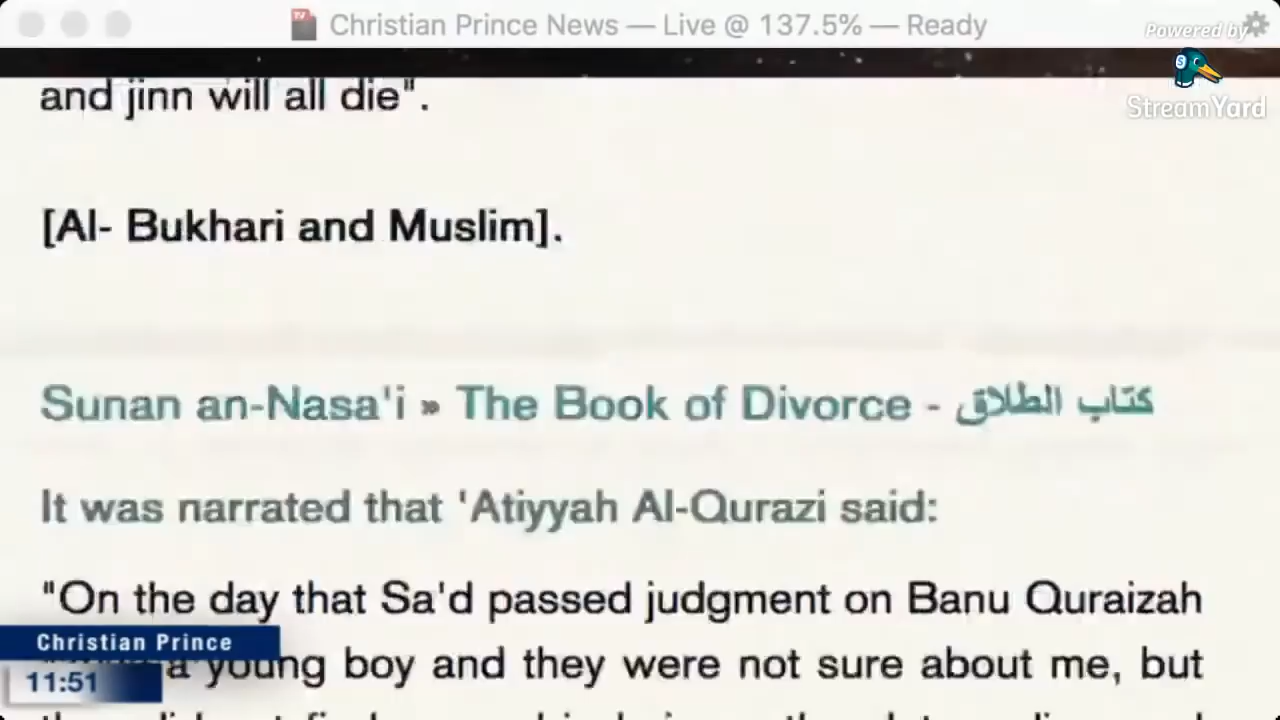 Christian Prince News — Live @ 137.5% — Ready
Powered by
StreamYard
and jinn will all die".
[Al- Bukhari and Muslim].
Sunan an-Nasa'i » The Book of Divorce - كتاب الطلاق
It was narrated that 'Atiyyah Al-Qurazi said:
"On the day that Sa'd passed judgment on Banu Quraizah
Christian Prince
a young boy and they were not sure about me, but
11:51